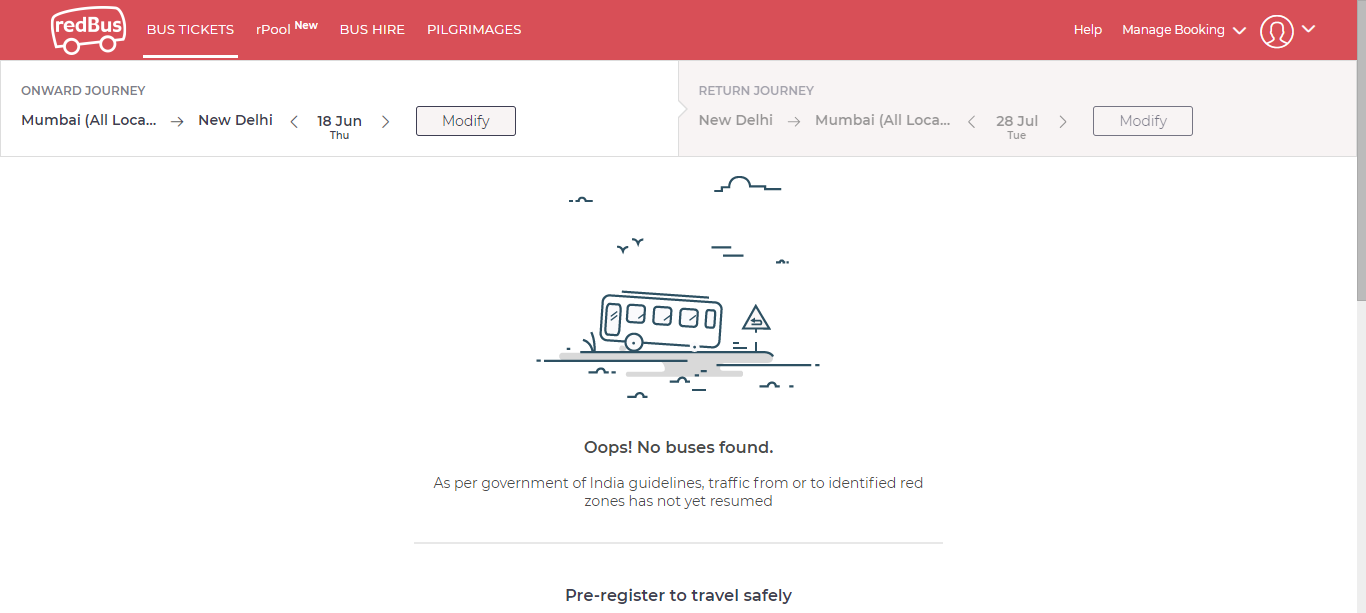 redBus BUS TICKETS rPool New BUS HIRE PILGRIMAGES Help Manage Booking
ONWARD JOURNEY
Mumbai (All Loca... → New Delhi < 18 Jun > Modify
Thu
RETURN JOURNEY
New Delhi → Mumbai (All Loca... < 28 Jul > Modify
Tue
Oops! No buses found.
As per government of India guidelines, traffic from or to identified red
zones has not yet resumed
Pre-register to travel safely